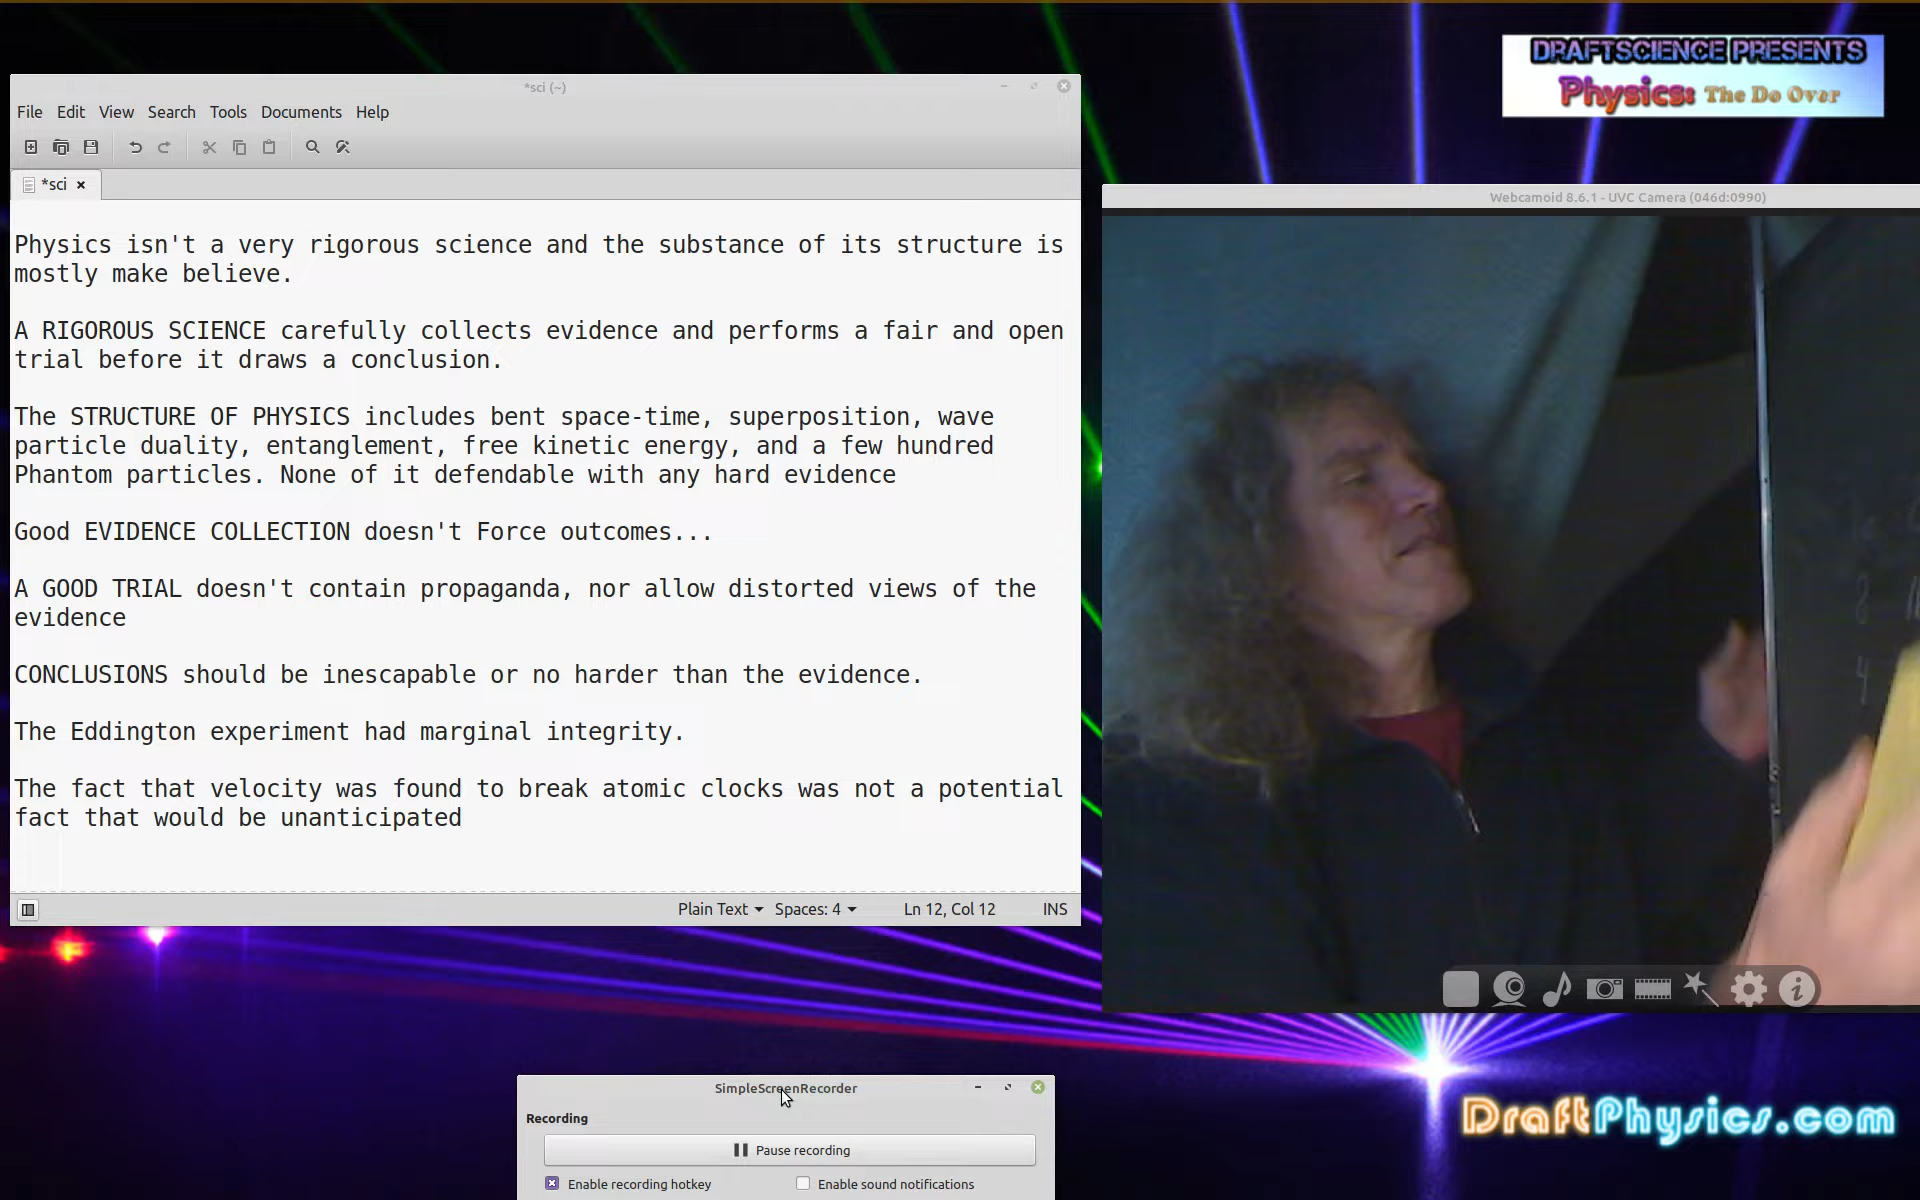 DRAFTSCIENCE PRESENTS
Physics: The Do Over
*sci (~)
File Edit View Search Tools Documents Help
*sci
Physics isn't a very rigorous science and the substance of its structure is
mostly make believe.
A RIGOROUS SCIENCE carefully collects evidence and performs a fair and open
trial before it draws a conclusion.
The STRUCTURE OF PHYSICS includes bent space-time, superposition, wave
particle duality, entanglement, free kinetic energy, and a few hundred
Phantom particles. None of it defendable with any hard evidence
Good EVIDENCE COLLECTION doesn't Force outcomes...
A GOOD TRIAL doesn't contain propaganda, nor allow distorted views of the
evidence
CONCLUSIONS should be inescapable or no harder than the evidence.
The Eddington experiment had marginal integrity.
The fact that velocity was found to break atomic clocks was not a potential
fact that would be unanticipated
Plain Text Spaces: 4 Ln 12, Col 12 INS
Webcamoid 8.6.1 - UVC Camera (046d:0990)
SimpleScreenRecorder
Recording
Pause recording
Enable recording hotkey Enable sound notifications
DraftPhysics.com